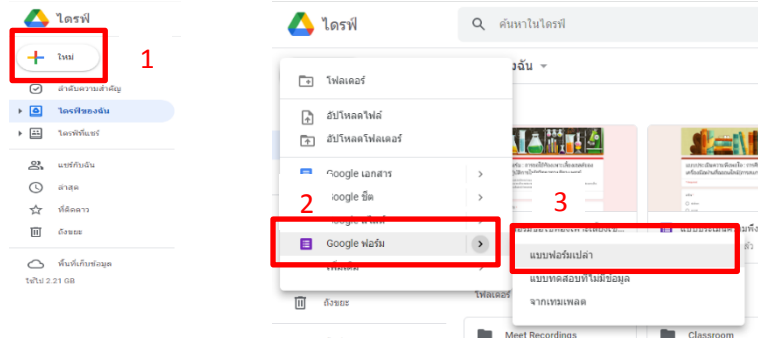 ไดรฟ์
ใหม่
1
ลำดับความสำคัญ
ไดรฟ์ของฉัน
ไดรฟ์ที่แชร์
แชร์กับฉัน
ล่าสุด
ที่ติดดาว
ถังขยะ
พื้นที่เก็บข้อมูล
ใช้ไป 2.21 GB
ไดรฟ์
ค้นหาในไดรฟ์
โฟลเดอร์
อัปโหลดไฟล์
อัปโหลดโฟลเดอร์
Google เอกสาร
Google ชีต
2
Google ฟอร์ม
เพิ่มเติม
ถังขยะ
3
แบบฟอร์มเปล่า
แบบทดสอบที่ไม่มีข้อมูล
จากเทมเพลต
โฟลเดอร์
Meet Recordings
Classroom